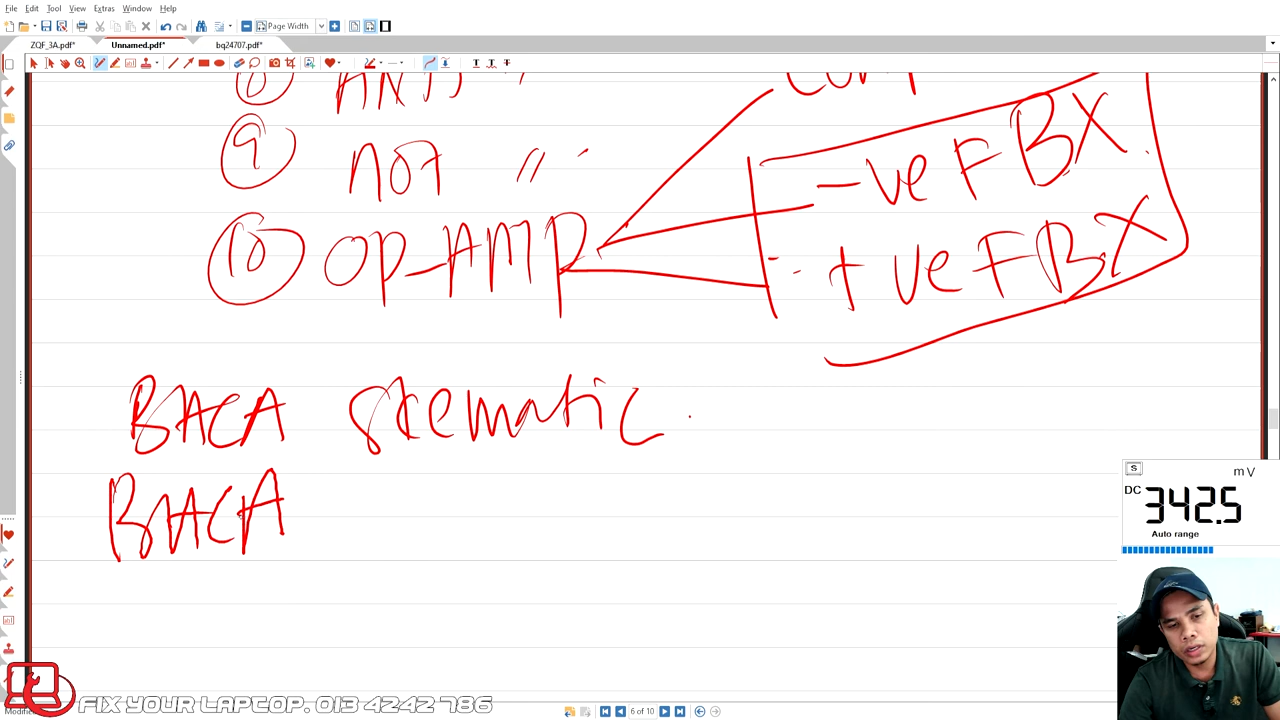 File Edit Tool View Extras Window Help
Page Width
ZQF_3A.pdf* Unnamed.pdf* bq24707.pdf*
9 NOT "
-ve FB X
10 OP-AMP
+ve FB X
BACA skematic
BACA
S mV
DC 342.5
Auto range
FIX YOUR LAPTOP. 013 4242 786
6 of 10